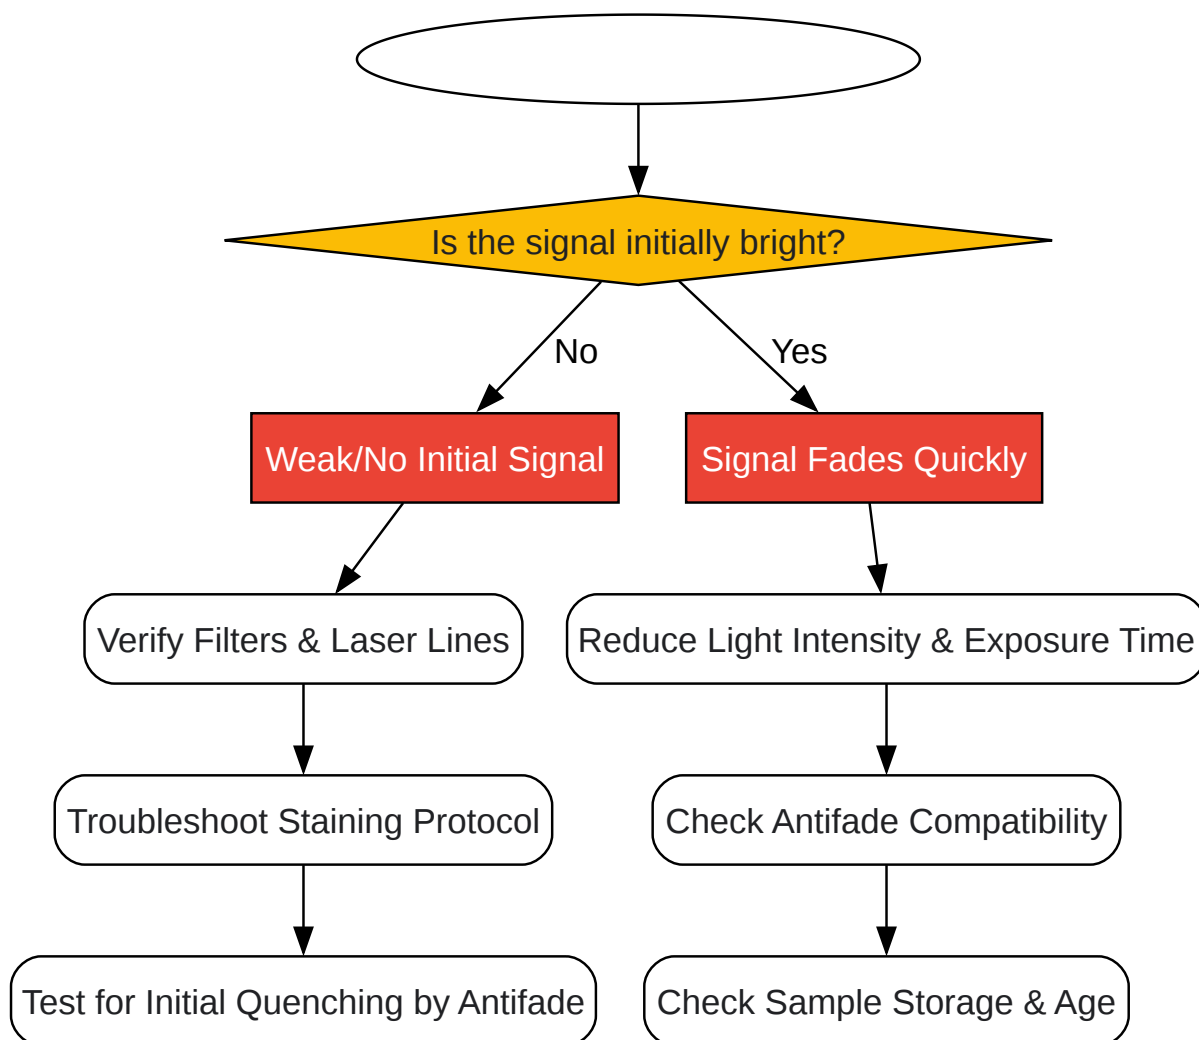 Is the signal initially bright?
No
Yes
Weak/No Initial Signal
Signal Fades Quickly
Verify Filters & Laser Lines
Reduce Light Intensity & Exposure Time
Troubleshoot Staining Protocol
Check Antifade Compatibility
Test for Initial Quenching by Antifade
Check Sample Storage & Age